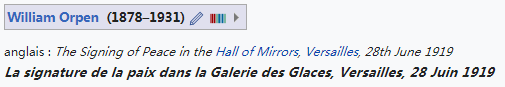 William Orpen (1878–1931)
anglais : The Signing of Peace in the Hall of Mirrors, Versailles, 28th June 1919
La signature de la paix dans la Galerie des Glaces, Versailles, 28 Juin 1919